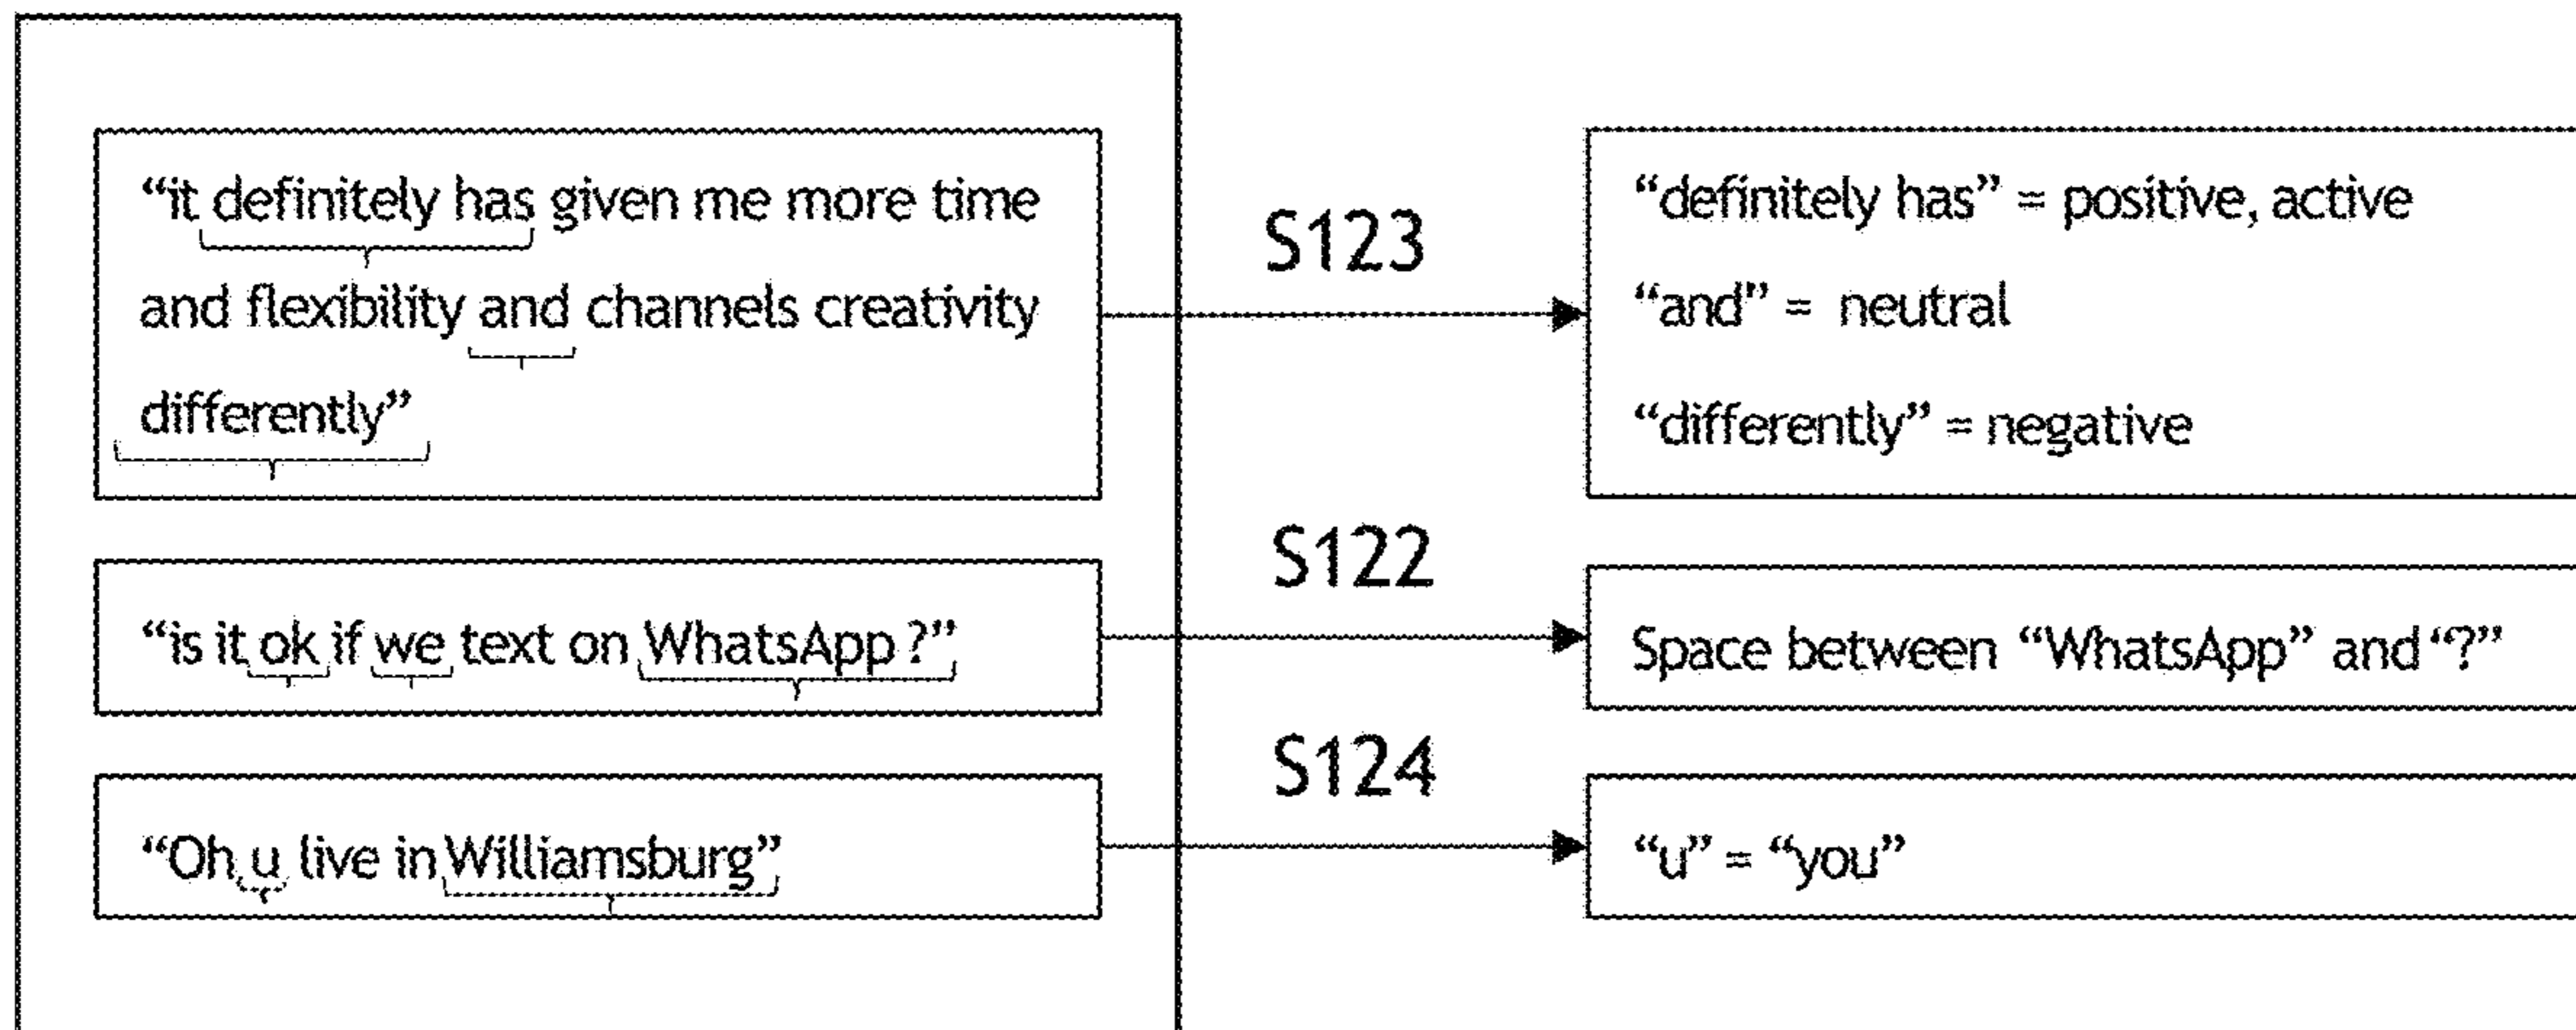 “it definitely has given me more time
and flexibility and channels creativity
differently”
S123
“definitely has” = positive, active
“and” = neutral
“differently” = negative
“is it ok if we text on WhatsApp ?”
S122
Space between “WhatsApp” and “?”
“Oh u live in Williamsburg”
S124
“u” = “you”